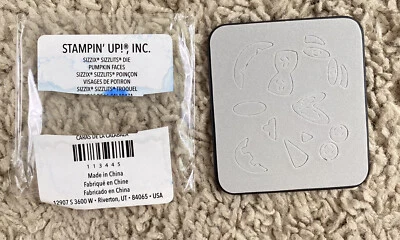 STAMPIN' UP!®, INC.
SIZZIX® SIZZLITS® DIE
PUMPKIN FACES
SIZZIX® SIZZLITS® POINÇON
VISAGES DE POTIRON
SIZZIX® SIZZLITS® TROQUEL
CARAS DE LA CALABAZA
113445
Made in China
Fabriqué en Chine
Fabricado en China
12907 S 3600 W • Riverton, UT • 84065 • USA